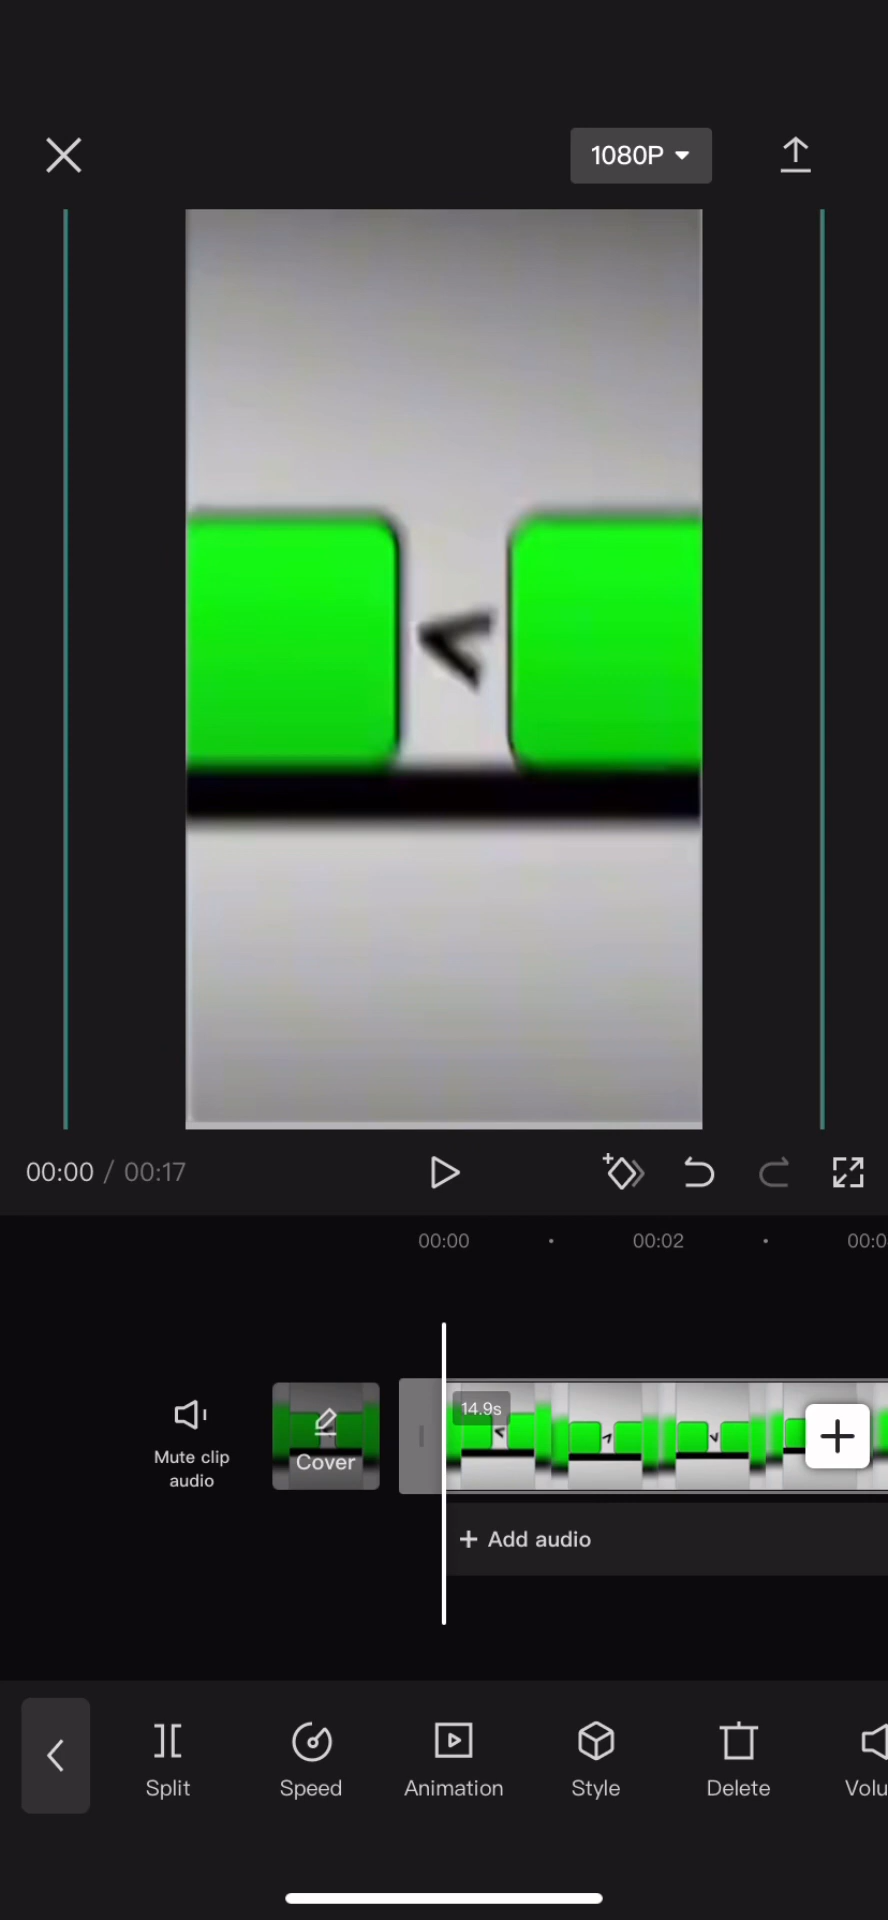 1080P
00:00 / 00:17
00:00
00:02
00:0
14.9s
Mute clip
audio
Cover
+ Add audio
Split
Speed
Animation
Style
Delete
Volu